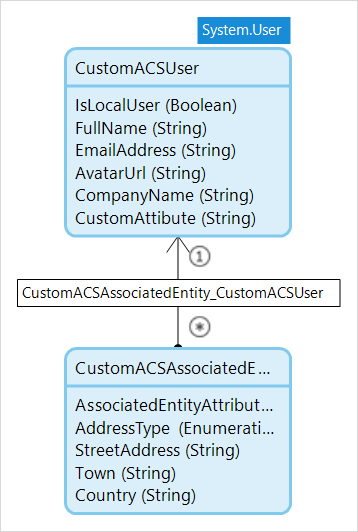 System.User
CustomACSUser
IsLocalUser (Boolean)
FullName (String)
EmailAddress (String)
AvatarUrl (String)
CompanyName (String)
CustomAttibute (String)
1
CustomACSAssociatedEntity_CustomACSUser
*
CustomACSAssociatedE...
AssociatedEntityAttribut...
AddressType (Enumerati...
StreetAddress (String)
Town (String)
Country (String)